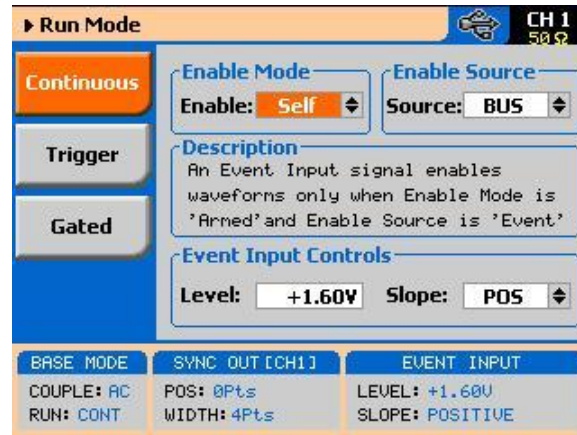 Run Mode
CH 1
50 Ω
Continuous
Trigger
Gated
Enable Mode
Enable: Self
Enable Source
Source: BUS
Description
An Event Input signal enables
waveforms only when Enable Mode is
'Armed'and Enable Source is 'Event'
Event Input Controls
Level: +1.60V Slope: POS
BASE MODE
COUPLE: AC
RUN: CONT
SYNC OUT [CH1]
POS: 0Pts
WIDTH: 4Pts
EVENT INPUT
LEVEL: +1.60V
SLOPE: POSITIVE